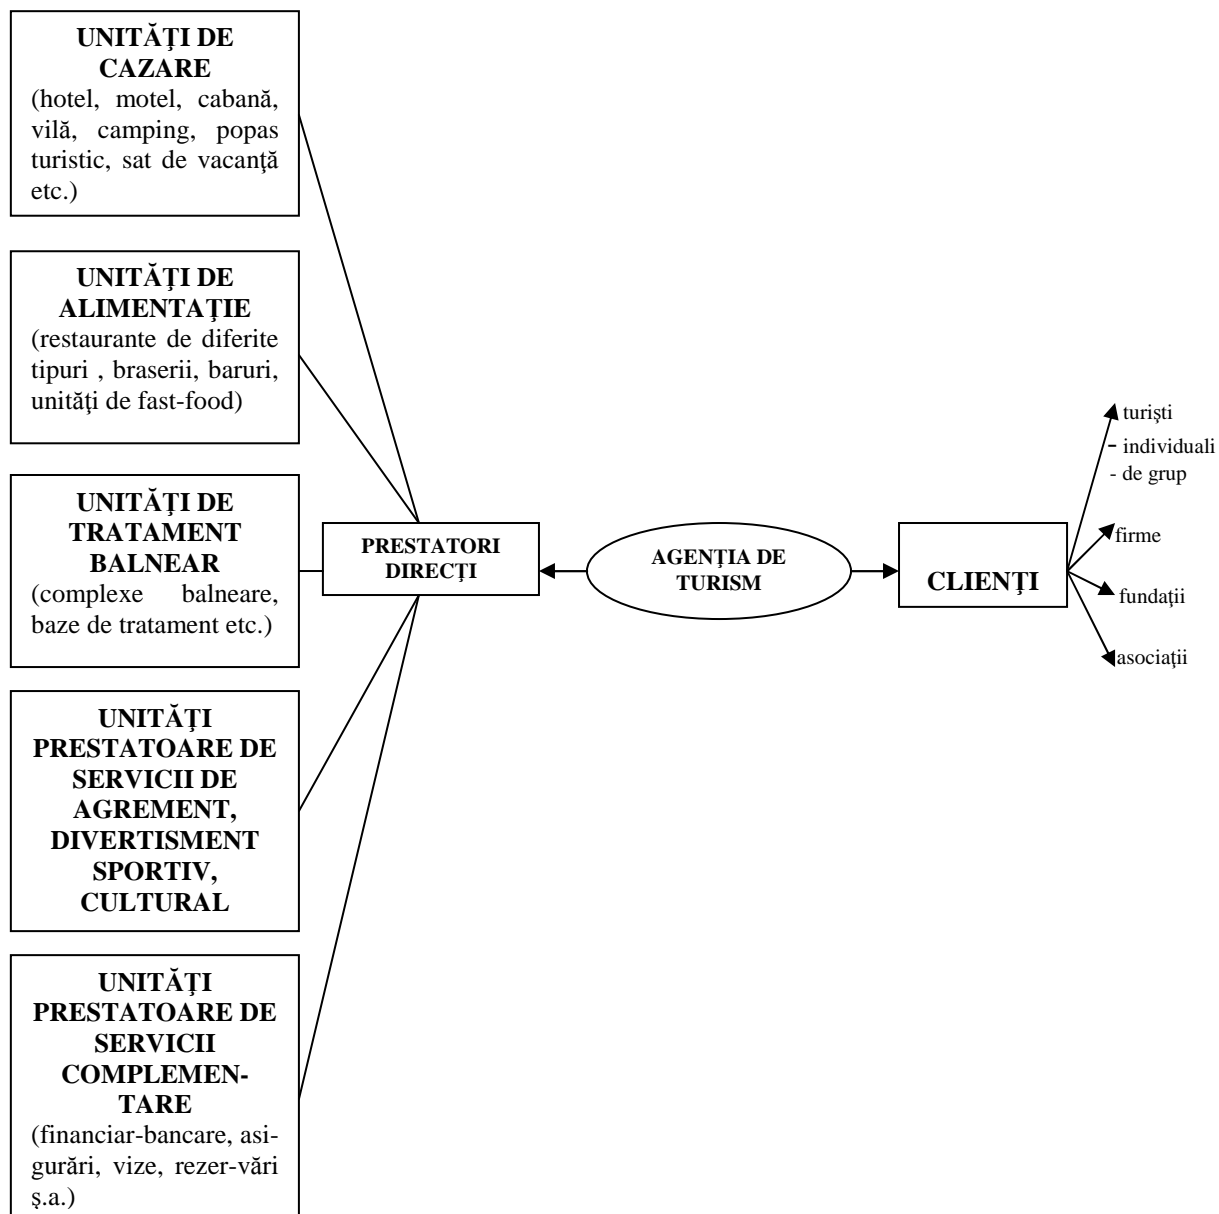 UNITĂŢI DE
CAZARE
(hotel, motel, cabană,
vilă, camping, popas
turistic, sat de vacanţă
etc.)
UNITĂŢI DE
ALIMENTAŢIE
(restaurante de diferite
tipuri , braserii, baruri,
unităţi de fast-food)
UNITĂŢI DE
TRATAMENT
BALNEAR
(complexe balneare,
baze de tratament etc.)
UNITĂŢI
PRESTATOARE DE
SERVICII DE
AGREMENT,
DIVERTISMENT
SPORTIV,
CULTURAL
UNITĂŢI
PRESTATOARE DE
SERVICII
COMPLEMEN-
TARE
(financiar-bancare, asi-
gurări, vize, rezer-vări
ş.a.)
PRESTATORI
DIRECŢI
AGENŢIA DE
TURISM
CLIENŢI
turişti
- individuali
- de grup
firme
fundaţii
asociaţii